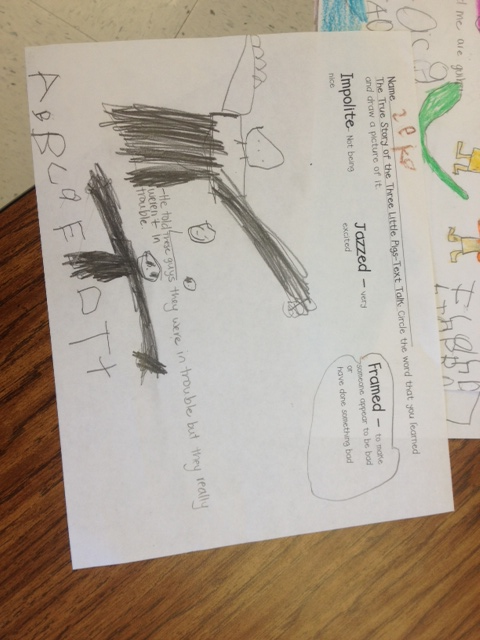 Name zeke
The True Story of the Three Little Pigs-Text Talk Circle the word that you learned
and draw a picture of it.
Impolite- Not being
nice
Jazzed – very
excited
Framed – to make
someone appear to be bad
or
have done something bad
-He told these guys they were in trouble but they really
weren't in
trouble